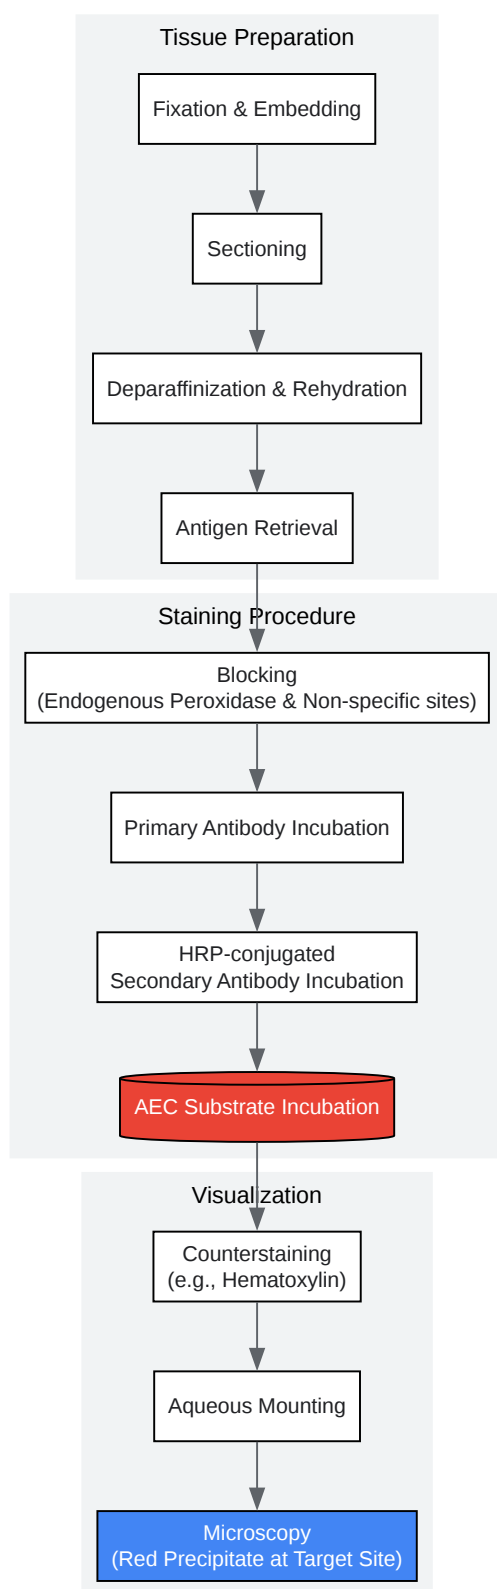 Tissue Preparation
Fixation & Embedding
Sectioning
Deparaffinization & Rehydration
Antigen Retrieval
Staining Procedure
Blocking
(Endogenous Peroxidase & Non-specific sites)
Primary Antibody Incubation
HRP-conjugated
Secondary Antibody Incubation
AEC Substrate Incubation
Visualization
Counterstaining
(e.g., Hematoxylin)
Aqueous Mounting
Microscopy
(Red Precipitate at Target Site)